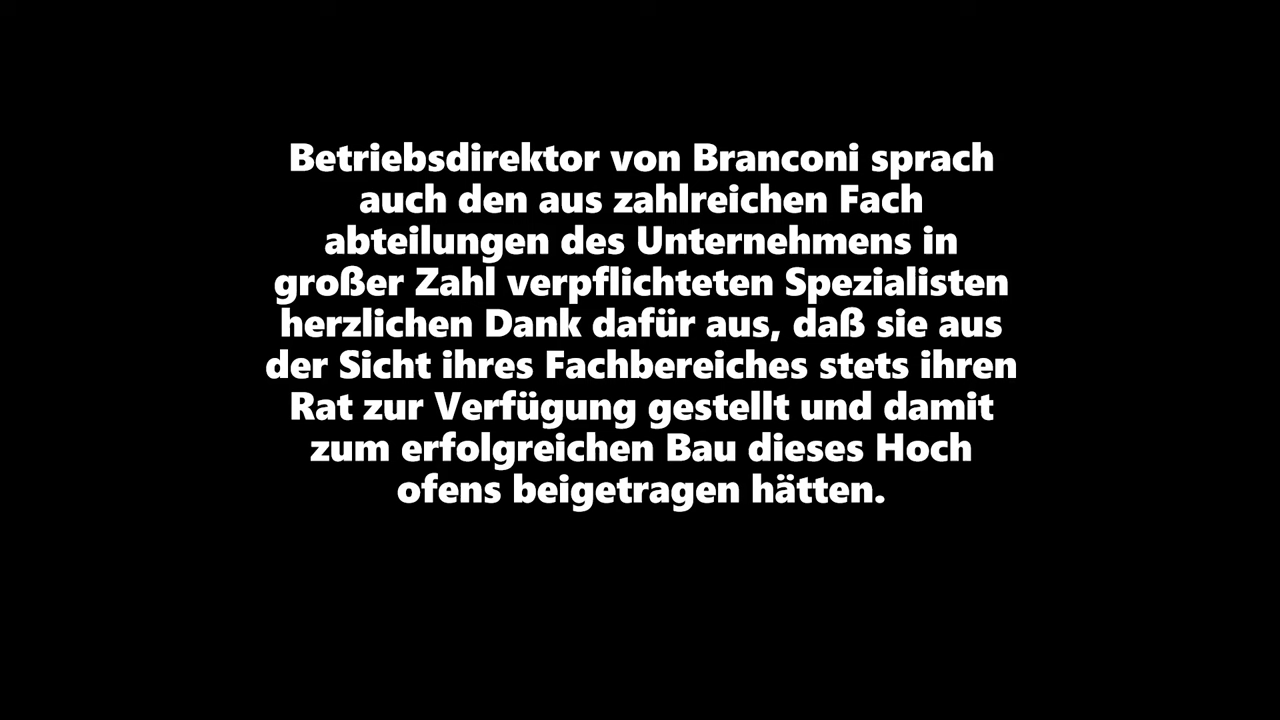 Betriebsdirektor von Branconi sprach
auch den aus zahlreichen Fach
abteilungen des Unternehmens in
großer Zahl verpflichteten Spezialisten
herzlichen Dank dafür aus, daß sie aus
der Sicht ihres Fachbereiches stets ihren
Rat zur Verfügung gestellt und damit
zum erfolgreichen Bau dieses Hoch
ofens beigetragen hätten.